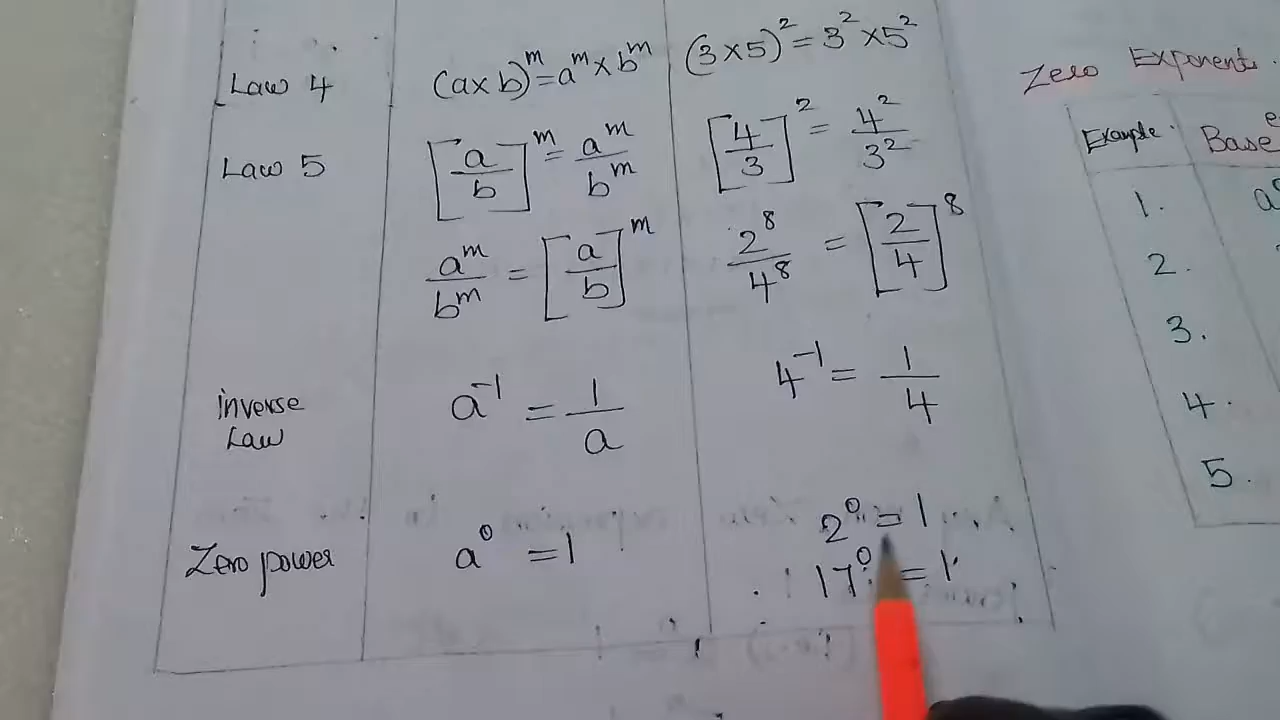 Law 4 (a×b)^m = a^m × b^m (3×5)^2 = 3^2 × 5^2
Law 5 [a/b]^m = a^m/b^m [4/3]^2 = 4^2/3^2
a^m/b^m = [a/b]^m 2^8/4^8 = [2/4]^8
inverse Law a^-1 = 1/a 4^-1 = 1/4
Zero power a^0 = 1 2^0 = 1
17^0 = 1
Zero Exponent.
Example. Base
1. a
2.
3.
4.
5.